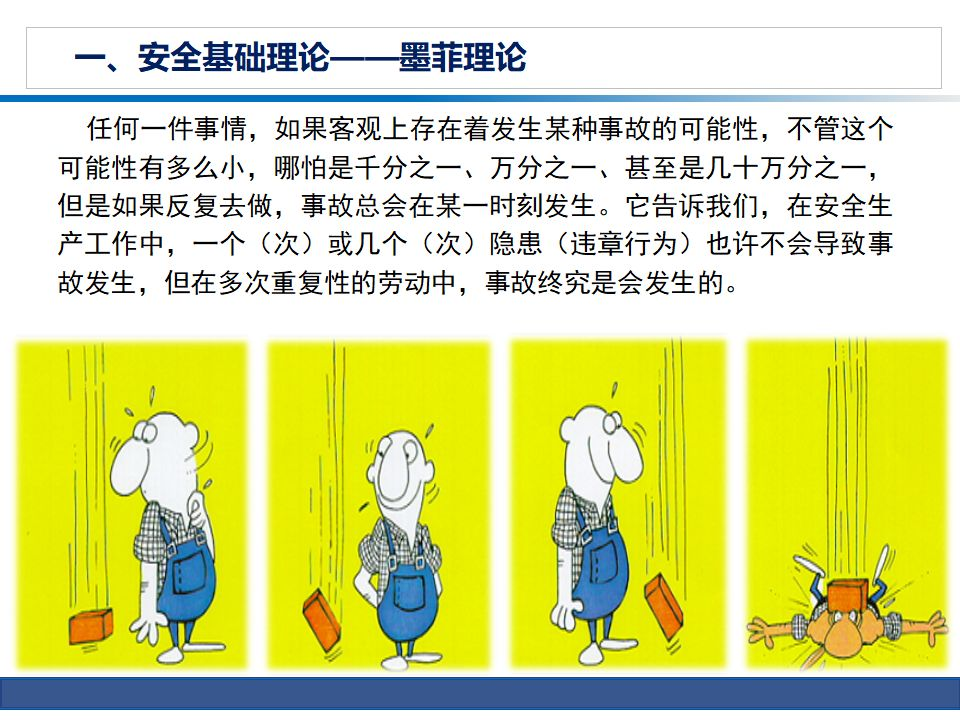 一、安全基础理论——墨菲理论
任何一件事情，如果客观上存在着发生某种事故的可能性，不管这个
可能性有多么小，哪怕是千分之一、万分之一、甚至是几十万分之一，
但是如果反复去做，事故总会在某一时刻发生。它告诉我们，在安全生
产工作中，一个（次）或几个（次）隐患（违章行为）也许不会导致事
故发生，但在多次重复性的劳动中，事故终究是会发生的。